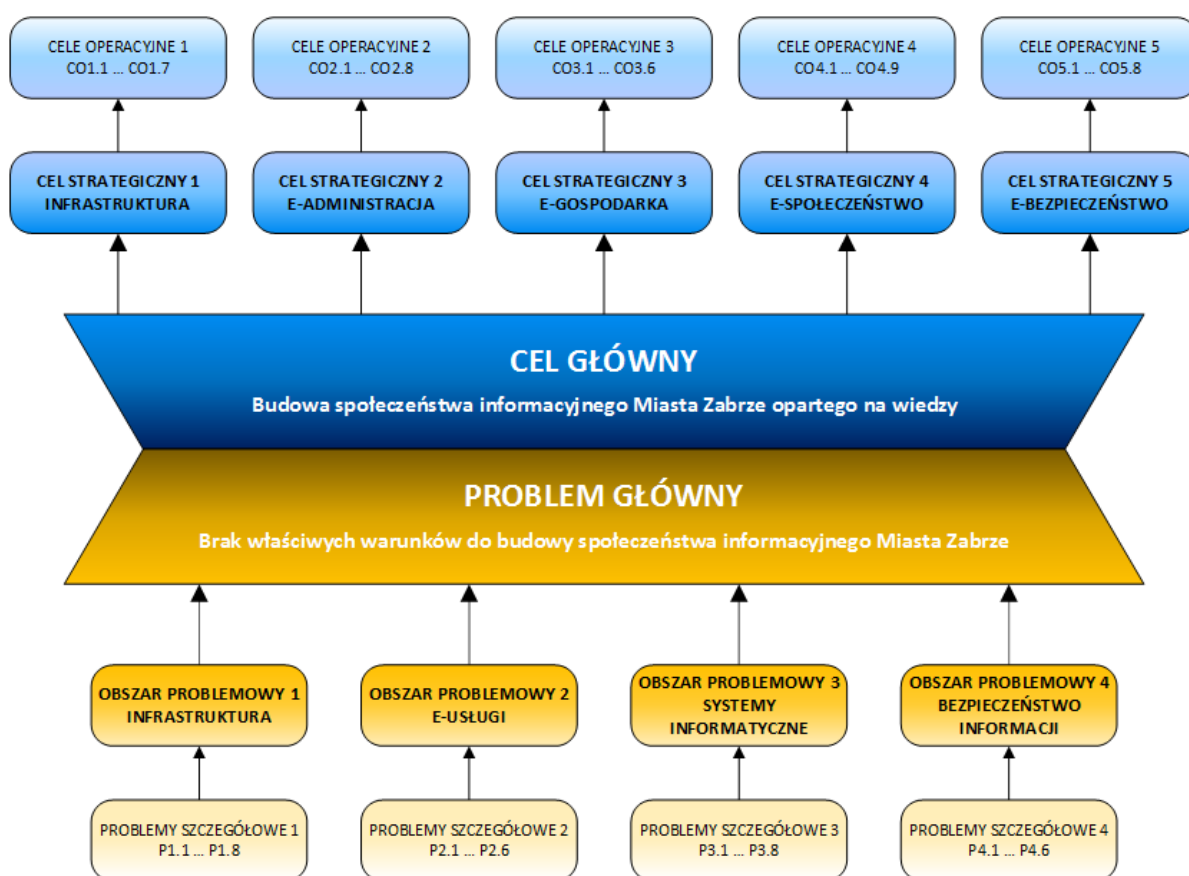 CELE OPERACYJNE 1
CO1.1 ... CO1.7
CELE OPERACYJNE 2
CO2.1 ... CO2.8
CELE OPERACYJNE 3
CO3.1 ... CO3.6
CELE OPERACYJNE 4
CO4.1 ... CO4.9
CELE OPERACYJNE 5
CO5.1 ... CO5.8
CEL STRATEGICZNY 1
INFRASTRUKTURA
CEL STRATEGICZNY 2
E-ADMINISTRACJA
CEL STRATEGICZNY 3
E-GOSPODARKA
CEL STRATEGICZNY 4
E-SPOŁECZEŃSTWO
CEL STRATEGICZNY 5
E-BEZPIECZEŃSTWO
CEL GŁÓWNY
Budowa społeczeństwa informacyjnego Miasta Zabrze opartego na wiedzy
PROBLEM GŁÓWNY
Brak właściwych warunków do budowy społeczeństwa informacyjnego Miasta Zabrze
OBSZAR PROBLEMOWY 1
INFRASTRUKTURA
OBSZAR PROBLEMOWY 2
E-USŁUGI
OBSZAR PROBLEMOWY 3
SYSTEMY
INFORMATYCZNE
OBSZAR PROBLEMOWY 4
BEZPIECZEŃSTWO
INFORMACJI
PROBLEMY SZCZEGÓŁOWE 1
P1.1 ... P1.8
PROBLEMY SZCZEGÓŁOWE 2
P2.1 ... P2.6
PROBLEMY SZCZEGÓŁOWE 3
P3.1 ... P3.8
PROBLEMY SZCZEGÓŁOWE 4
P4.1 ... P4.6